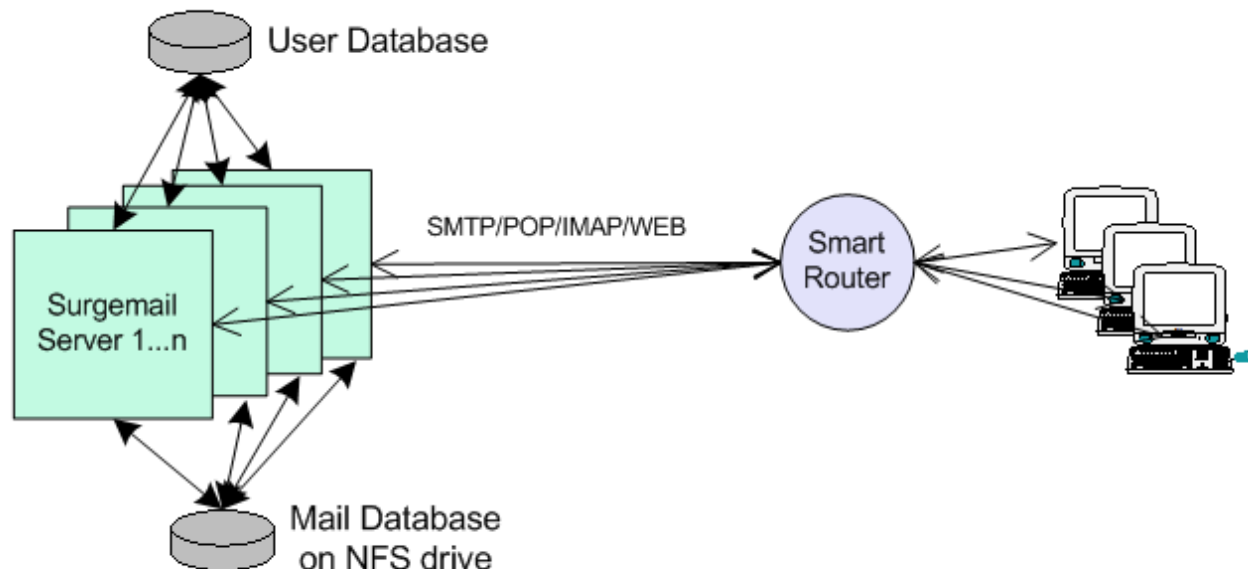 User Database
SMTP/POP/IMAP/WEB
Smart
Router
Surgemail
Server 1...n
Mail Database
on NFS drive